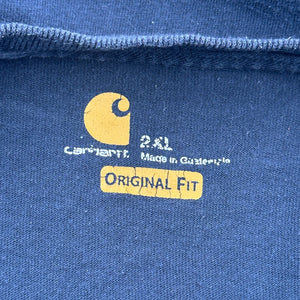 2XL
carhartt Made in Guatemala
ORIGINAL FIT